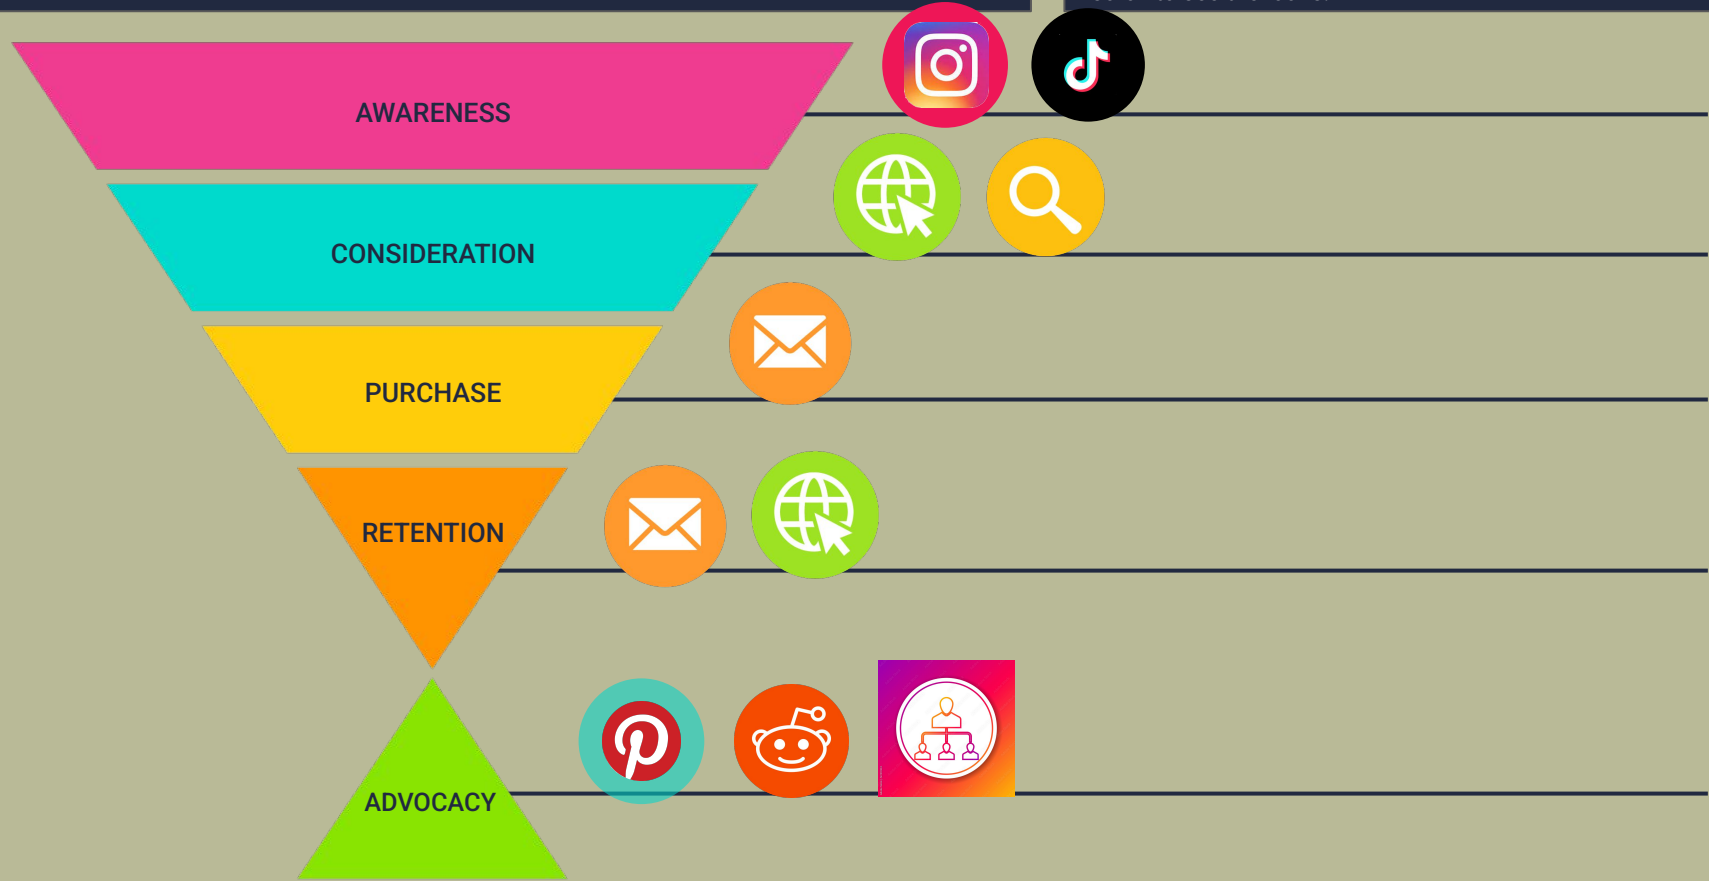 AWARENESS
CONSIDERATION
PURCHASE
RETENTION
ADVOCACY